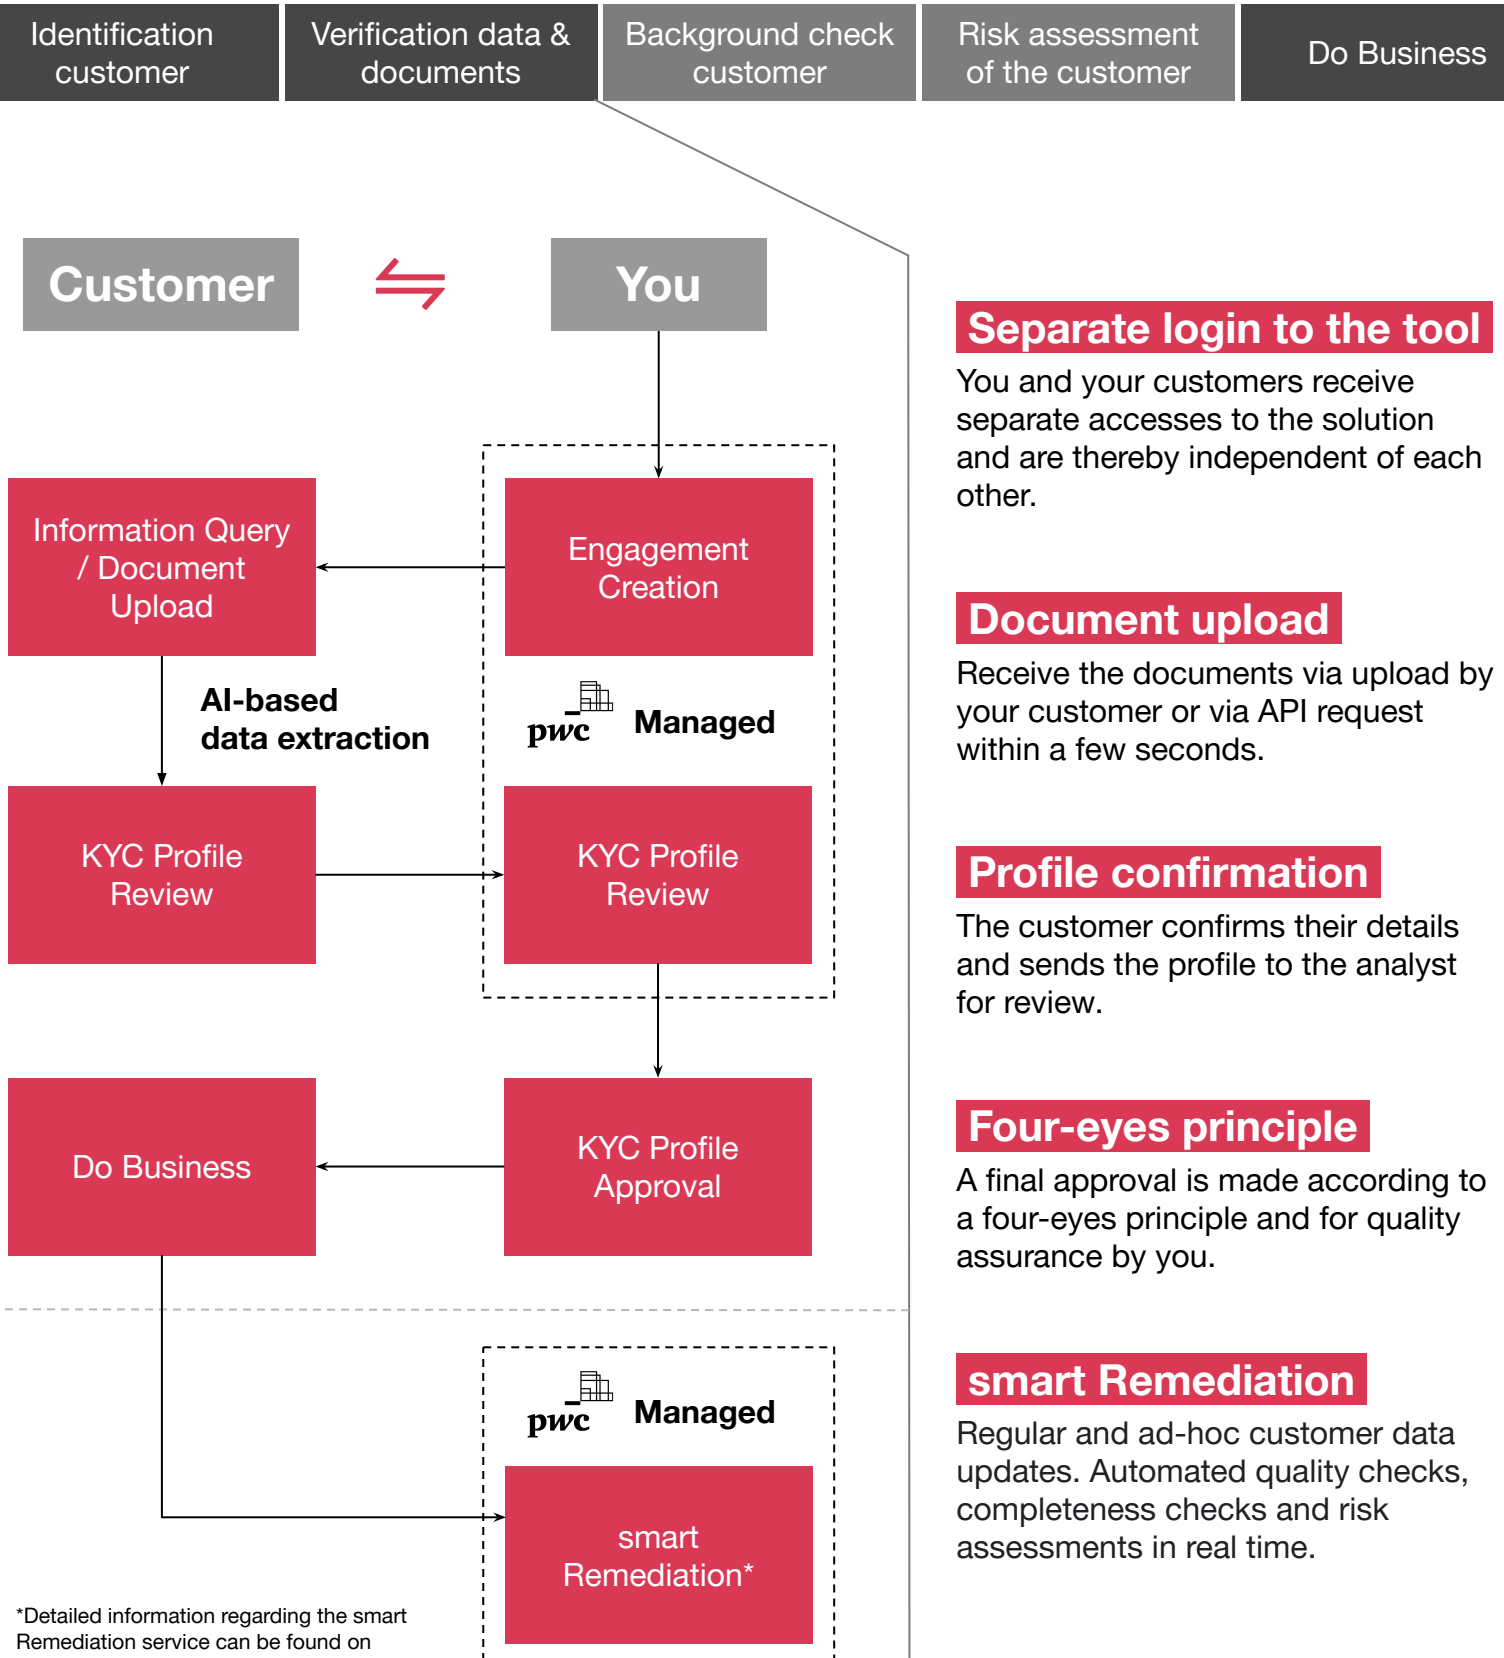 Identification
customer
Verification data &
documents
Background check
customer
Risk assessment
of the customer
Do Business
Customer
You
Information Query
/ Document
Upload
Engagement
Creation
AI-based
data extraction
pwc
Managed
KYC Profile
Review
KYC Profile
Review
Do Business
KYC Profile
Approval
pwc
Managed
smart
Remediation*
*Detailed information regarding the smart
Remediation service can be found on
Separate login to the tool
You and your customers receive
separate accesses to the solution
and are thereby independent of each
other.
Document upload
Receive the documents via upload by
your customer or via API request
within a few seconds.
Profile confirmation
The customer confirms their details
and sends the profile to the analyst
for review.
Four-eyes principle
A final approval is made according to
a four-eyes principle and for quality
assurance by you.
smart Remediation
Regular and ad-hoc customer data
updates. Automated quality checks,
completeness checks and risk
assessments in real time.